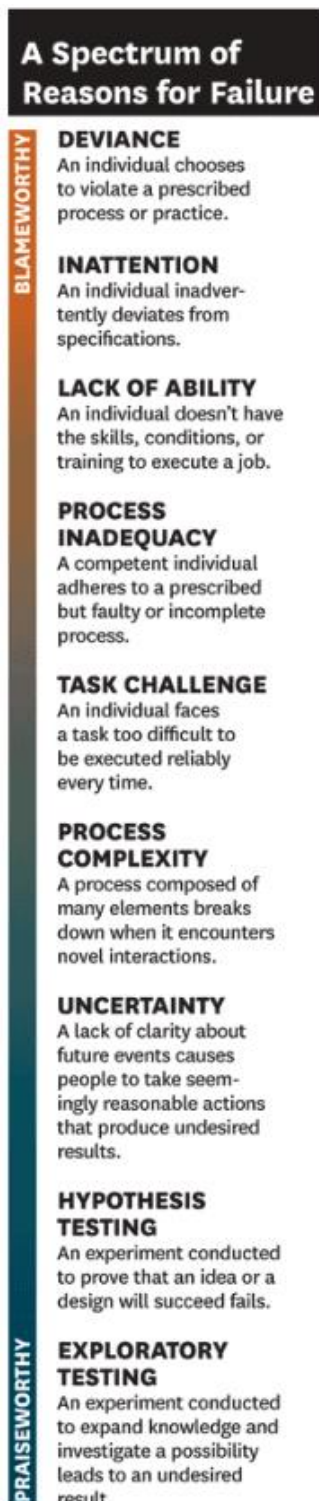 A Spectrum of
Reasons for Failure
BLAMEWORTHY
DEVIANCE
An individual chooses
to violate a prescribed
process or practice.
INATTENTION
An individual inadver-
tently deviates from
specifications.
LACK OF ABILITY
An individual doesn't have
the skills, conditions, or
training to execute a job.
PROCESS
INADEQUACY
A competent individual
adheres to a prescribed
but faulty or incomplete
process.
TASK CHALLENGE
An individual faces
a task too difficult to
be executed reliably
every time.
PROCESS
COMPLEXITY
A process composed of
many elements breaks
down when it encounters
novel interactions.
UNCERTAINTY
A lack of clarity about
future events causes
people to take seem-
ingly reasonable actions
that produce undesired
results.
HYPOTHESIS
TESTING
An experiment conducted
to prove that an idea or a
design will succeed fails.
PRAISEWORTHY
EXPLORATORY
TESTING
An experiment conducted
to expand knowledge and
investigate a possibility
leads to an undesired
result.